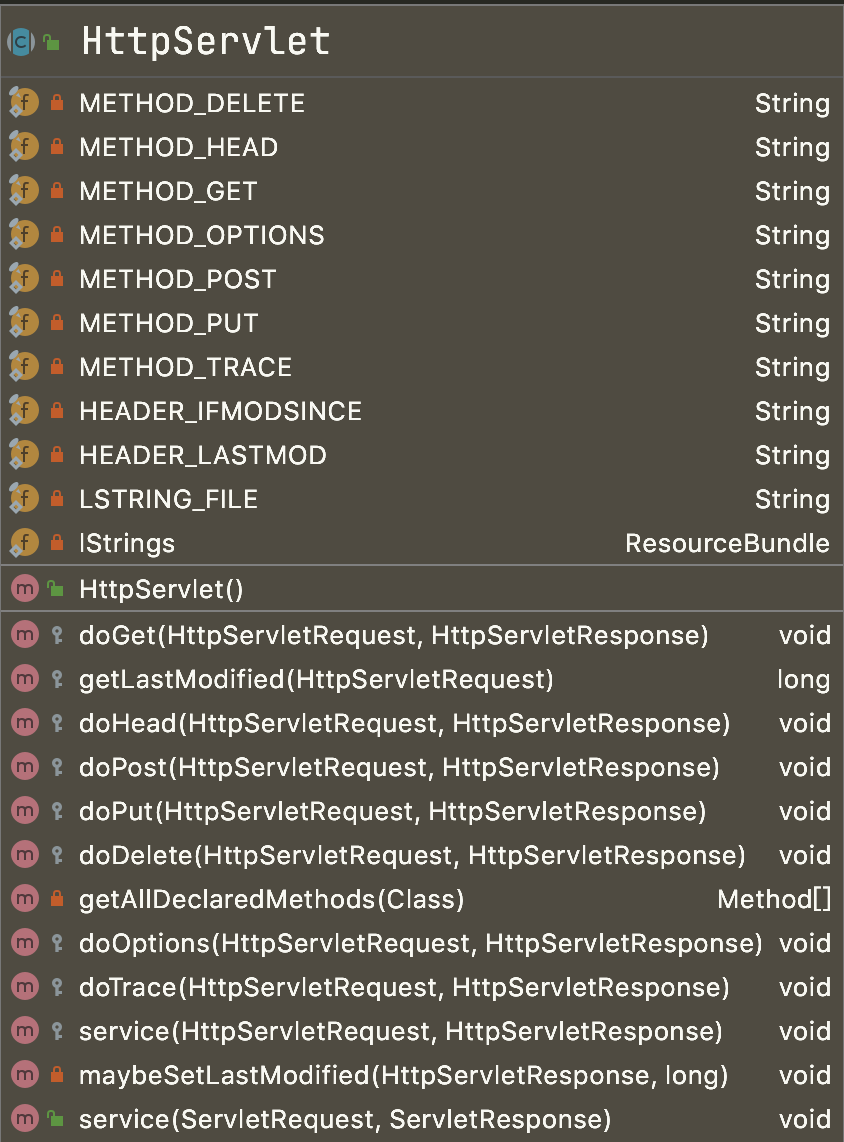 HttpServlet
METHOD_DELETE String
METHOD_HEAD String
METHOD_GET String
METHOD_OPTIONS String
METHOD_POST String
METHOD_PUT String
METHOD_TRACE String
HEADER_IFMODSINCE String
HEADER_LASTMOD String
LSTRING_FILE String
lStrings ResourceBundle
HttpServlet()
doGet(HttpServletRequest, HttpServletResponse) void
getLastModified(HttpServletRequest) long
doHead(HttpServletRequest, HttpServletResponse) void
doPost(HttpServletRequest, HttpServletResponse) void
doPut(HttpServletRequest, HttpServletResponse) void
doDelete(HttpServletRequest, HttpServletResponse) void
getAllDeclaredMethods(Class) Method[]
doOptions(HttpServletRequest, HttpServletResponse) void
doTrace(HttpServletRequest, HttpServletResponse) void
service(HttpServletRequest, HttpServletResponse) void
maybeSetLastModified(HttpServletResponse, long) void
service(ServletRequest, ServletResponse) void